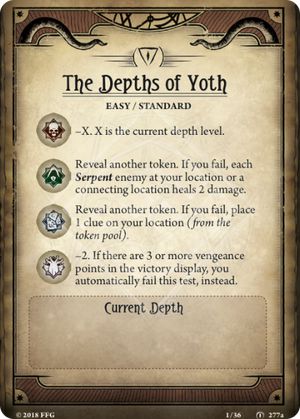 The Depths of Yoth
EASY / STANDARD
–X. X is the current depth level.
Reveal another token. If you fail, each
Serpent enemy at your location or a
connecting location heals 2 damage.
Reveal another token. If you fail, place
1 clue on your location (from the
token pool).
–2. If there are 3 or more vengeance
points in the victory display, you
automatically fail this test, instead.
Current Depth
© 2018 FFG 1/36 277a